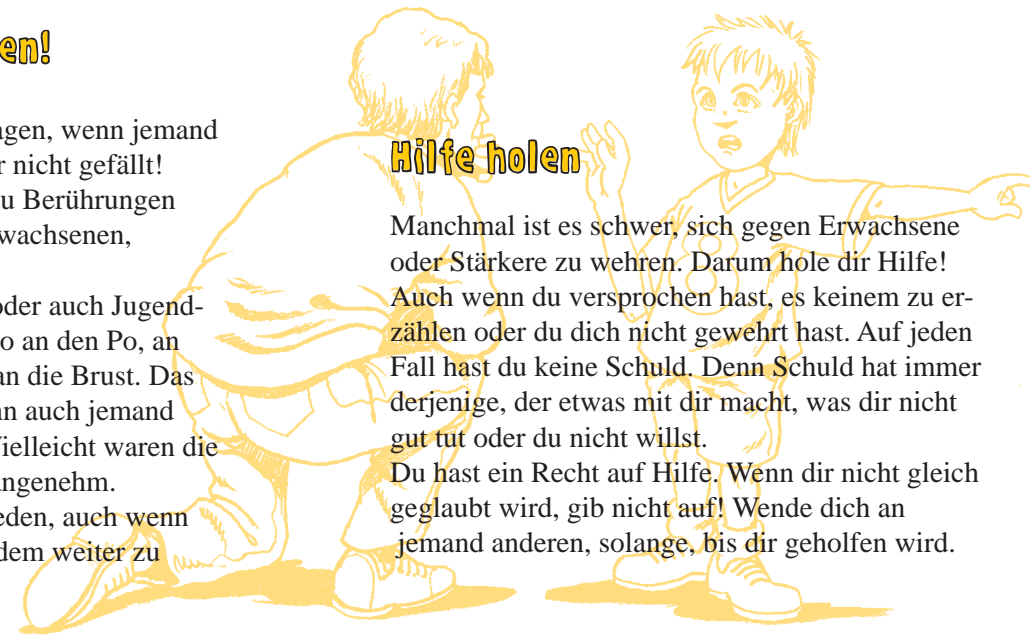 en!
agen, wenn jemand
r nicht gefällt!
u Berührungen
wachsenen,
oder auch Jugend-
o an den Po, an
an die Brust. Das
nn auch jemand
Vielleicht waren die
angenehm.
eden, auch wenn
dem weiter zu
Hilfe holen
Manchmal ist es schwer, sich gegen Erwachsene
oder Stärkere zu wehren. Darum hole dir Hilfe!
Auch wenn du versprochen hast, es keinem zu er-
zählen oder du dich nicht gewehrt hast. Auf jeden
Fall hast du keine Schuld. Denn Schuld hat immer
derjenige, der etwas mit dir macht, was dir nicht
gut tut oder du nicht willst.
Du hast ein Recht auf Hilfe. Wenn dir nicht gleich
geglaubt wird, gib nicht auf! Wende dich an
jemand anderen, solange, bis dir geholfen wird.
8